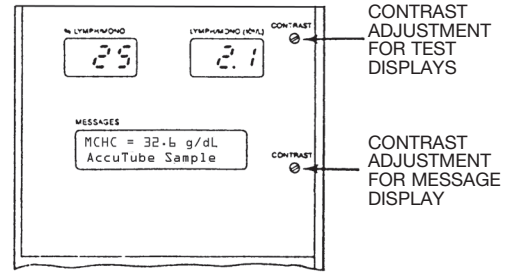 % LYMPH/MONO
LYMPH/MONO (10⁹/L)
CONTRAST
25
2.1
MESSAGES
MCHC = 32.6 g/dL
AccuTube Sample
CONTRAST
CONTRAST
ADJUSTMENT
FOR TEST
DISPLAYS
CONTRAST
ADJUSTMENT
FOR MESSAGE
DISPLAY